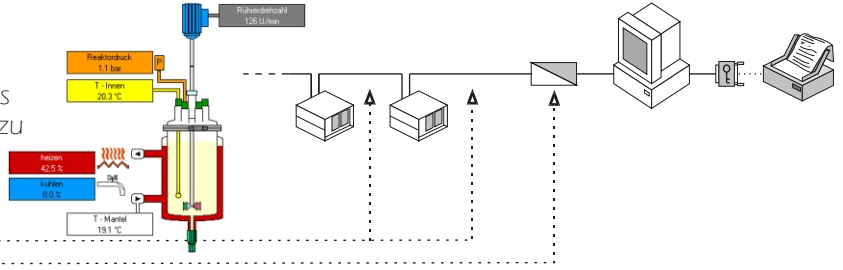 Rührerdrehzahl
126 U/min
Reaktordruck
1.1 bar
P
T - Innen
20.3 °C
s
zu
heizen
42.5 %
kühlen
0.0 %
T - Mantel
19.1 °C